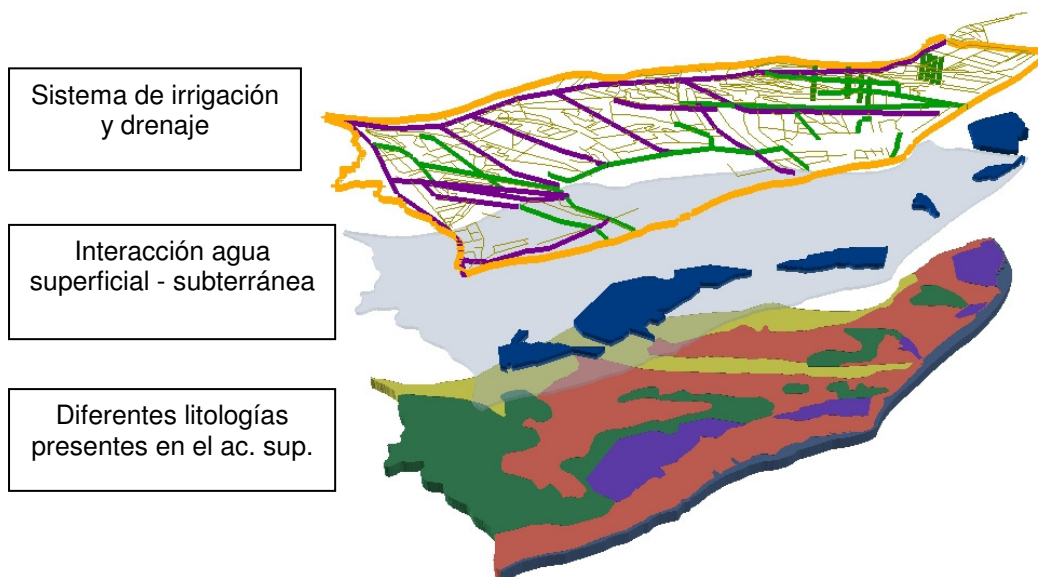 Sistema de irrigación
y drenaje
Interacción agua
superficial - subterránea
Diferentes litologías
presentes en el ac. sup.